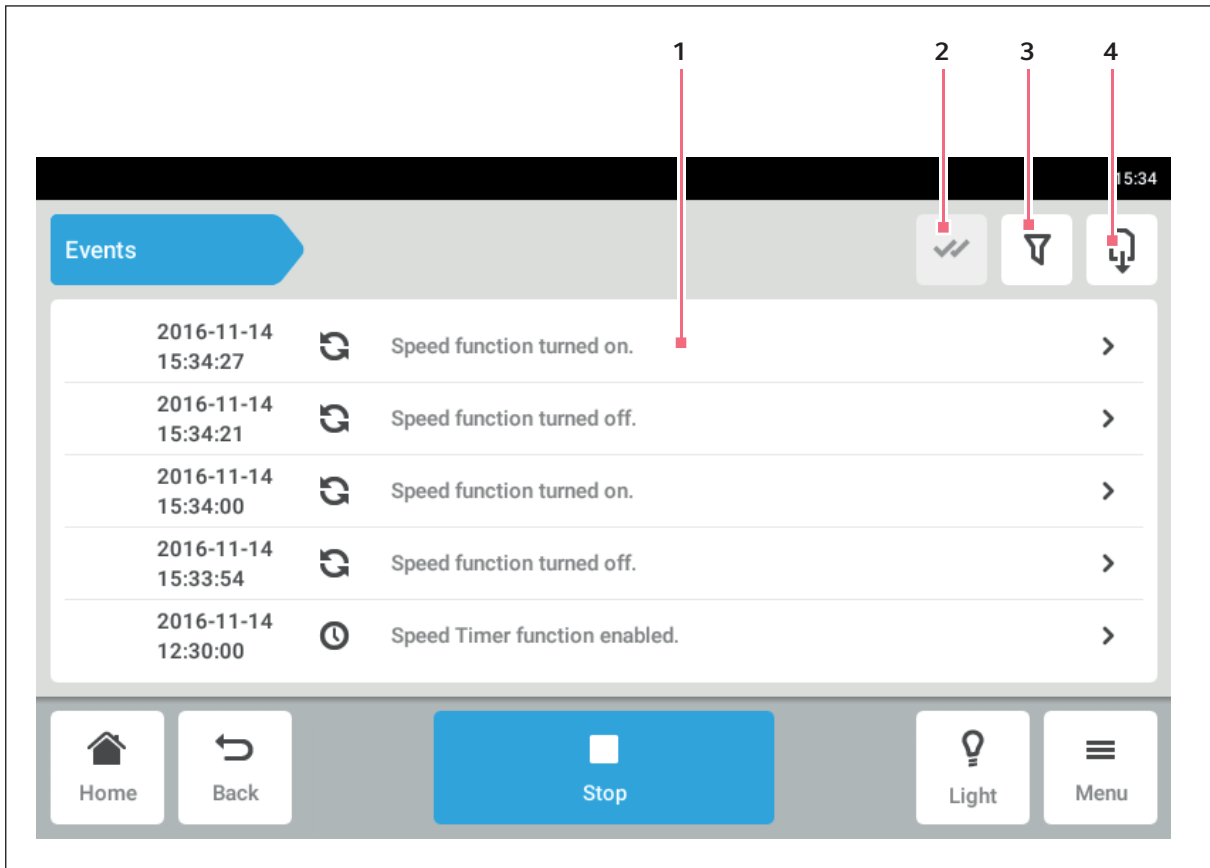 1 2 3 4
15:34
Events
2016-11-14
15:34:27
Speed function turned on.
2016-11-14
15:34:21
Speed function turned off.
2016-11-14
15:34:00
Speed function turned on.
2016-11-14
15:33:54
Speed function turned off.
2016-11-14
12:30:00
Speed Timer function enabled.
Home Back Stop Light Menu